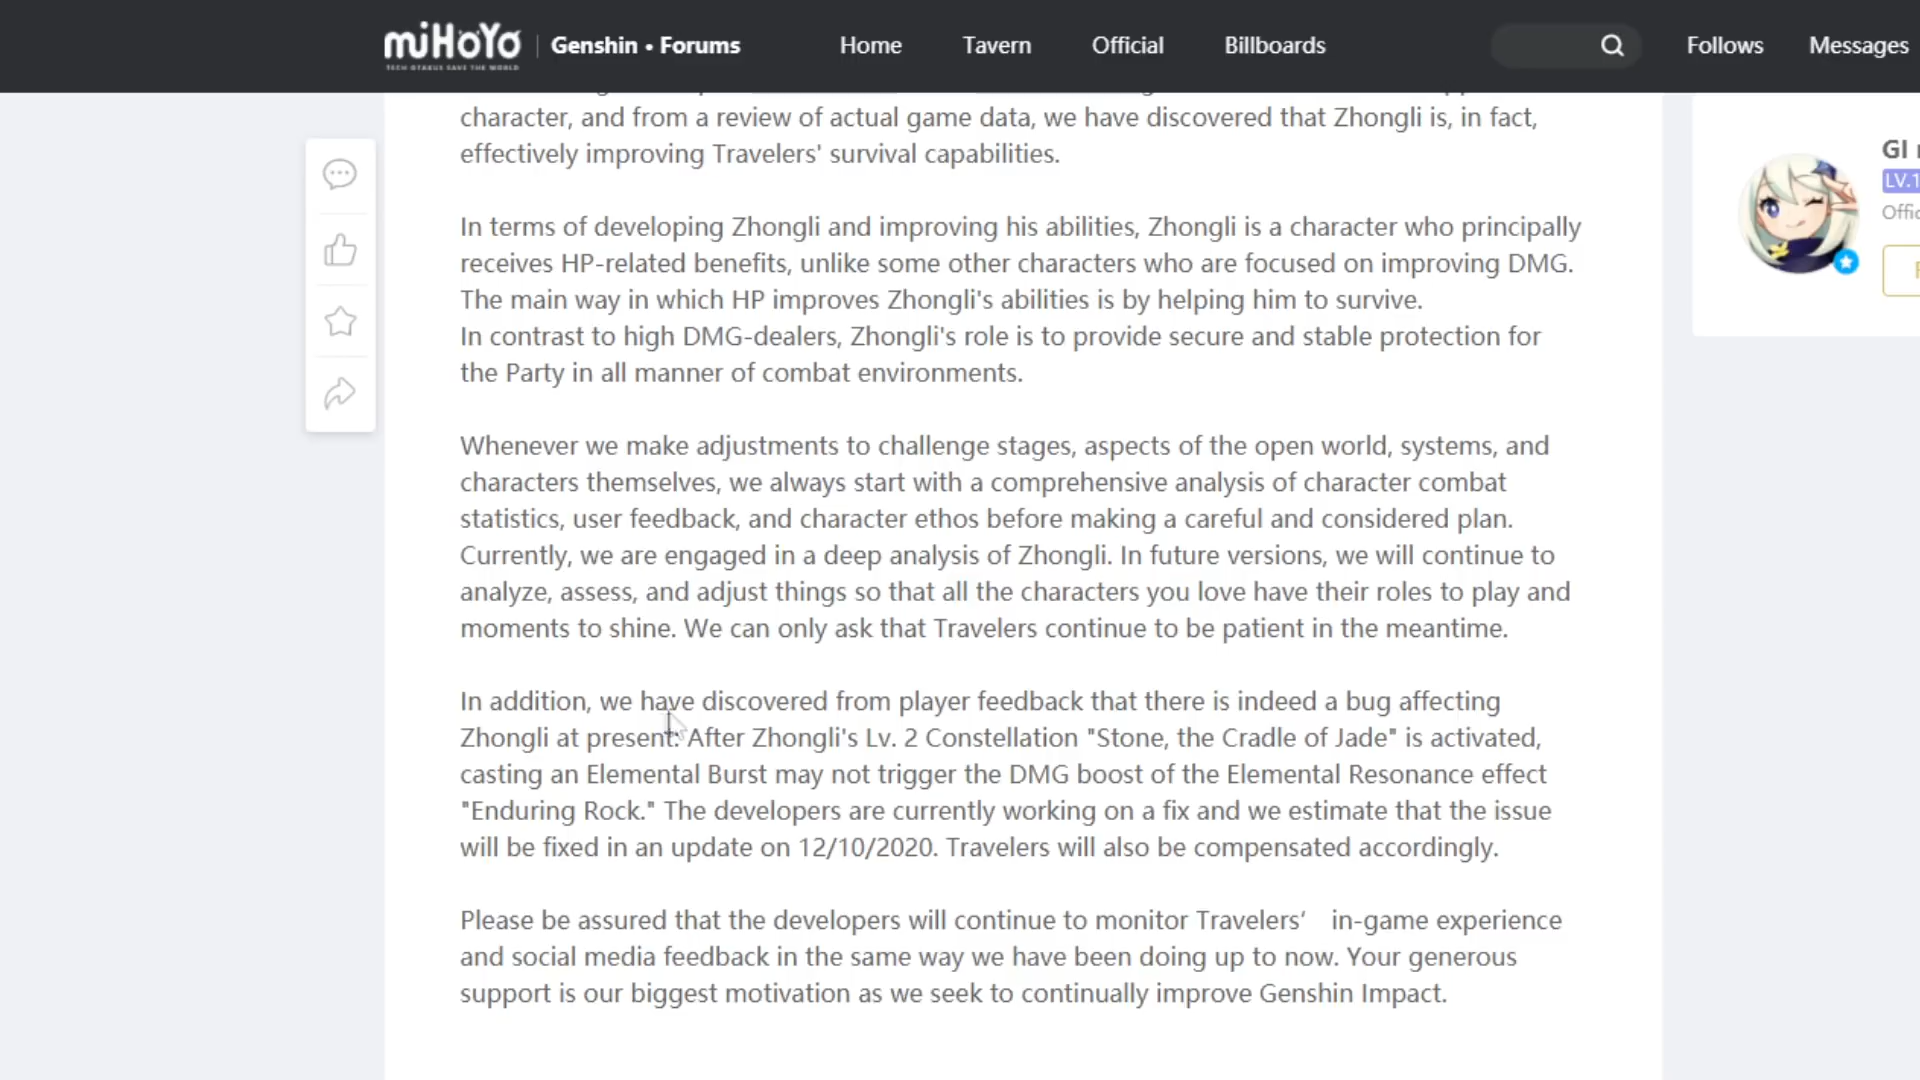 miHoYo
TECH OTAKUS SAVE THE WORLD
Genshin • Forums
Home
Tavern
Official
Billboards
Follows
Messages
character, and from a review of actual game data, we have discovered that Zhongli is, in fact,
effectively improving Travelers' survival capabilities.
In terms of developing Zhongli and improving his abilities, Zhongli is a character who principally
receives HP-related benefits, unlike some other characters who are focused on improving DMG.
The main way in which HP improves Zhongli's abilities is by helping him to survive.
In contrast to high DMG-dealers, Zhongli's role is to provide secure and stable protection for
the Party in all manner of combat environments.
Whenever we make adjustments to challenge stages, aspects of the open world, systems, and
characters themselves, we always start with a comprehensive analysis of character combat
statistics, user feedback, and character ethos before making a careful and considered plan.
Currently, we are engaged in a deep analysis of Zhongli. In future versions, we will continue to
analyze, assess, and adjust things so that all the characters you love have their roles to play and
moments to shine. We can only ask that Travelers continue to be patient in the meantime.
In addition, we have discovered from player feedback that there is indeed a bug affecting
Zhongli at present. After Zhongli's Lv. 2 Constellation "Stone, the Cradle of Jade" is activated,
casting an Elemental Burst may not trigger the DMG boost of the Elemental Resonance effect
"Enduring Rock." The developers are currently working on a fix and we estimate that the issue
will be fixed in an update on 12/10/2020. Travelers will also be compensated accordingly.
Please be assured that the developers will continue to monitor Travelers‘ in-game experience
and social media feedback in the same way we have been doing up to now. Your generous
support is our biggest motivation as we seek to continually improve Genshin Impact.
GI
LV.1